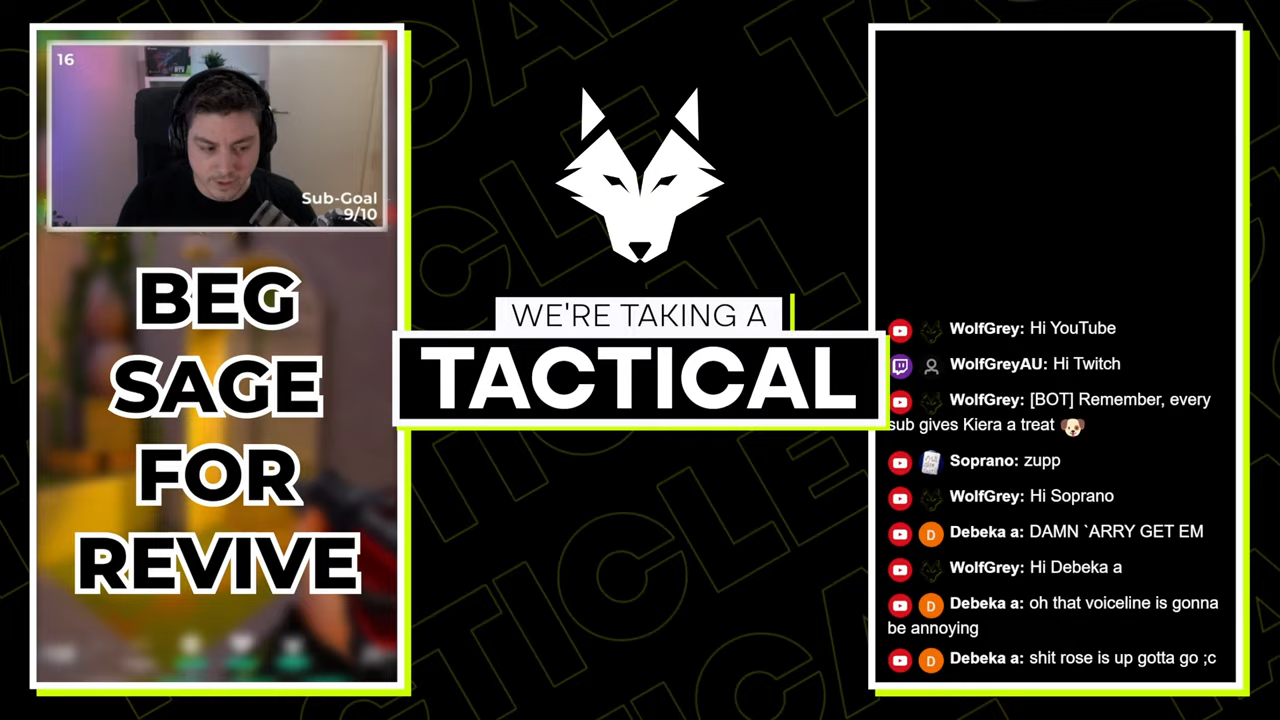 16
Sub-Goal
9/10
BEG
SAGE
FOR
REVIVE
WE'RE TAKING A
TACTICAL
WolfGrey: Hi YouTube
WolfGreyAU: Hi Twitch
WolfGrey: [BOT] Remember, every
sub gives Kiera a treat 🐶
Soprano: zupp
WolfGrey: Hi Soprano
D Debeka a: DAMN `ARRY GET EM
WolfGrey: Hi Debeka a
D Debeka a: oh that voiceline is gonna
be annoying
D Debeka a: shit rose is up gotta go ;c